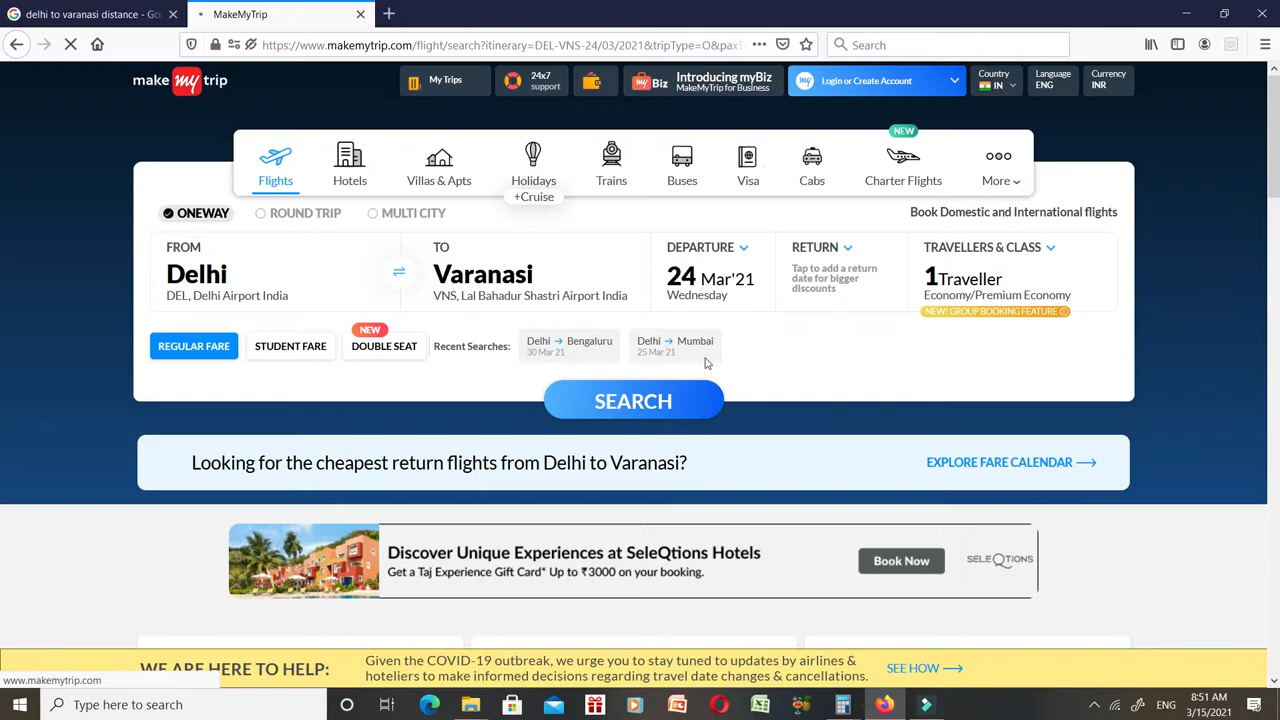 delhi to varanasi distance - Go
MakeMyTrip
https://www.makemytrip.com/flight/search?itinerary=DEL-VNS-24/03/2021&tripType=O&pax
Search
make my trip
My Trips
24x7
support
Biz
Introducing myBiz
MakeMyTrip for Business
my
Login or Create Account
Country
IN
Language
ENG
Currency
INR
NEW
Flights
Hotels
Villas & Apts
Holidays
+Cruise
Trains
Buses
Visa
Cabs
Charter Flights
More
ONEWAY
ROUND TRIP
MULTI CITY
Book Domestic and International flights
FROM
Delhi
DEL, Delhi Airport India
TO
Varanasi
VNS, Lal Bahadur Shastri Airport India
DEPARTURE
24 Mar'21
Wednesday
RETURN
Tap to add a return
date for bigger
discounts
TRAVELLERS & CLASS
1Traveller
Economy/Premium Economy
NEW! GROUP BOOKING FEATURE
REGULAR FARE
STUDENT FARE
NEW
DOUBLE SEAT
Recent Searches:
Delhi → Bengaluru
30 Mar 21
Delhi → Mumbai
25 Mar 21
SEARCH
Looking for the cheapest return flights from Delhi to Varanasi?
EXPLORE FARE CALENDAR
Discover Unique Experiences at SeleQtions Hotels
Get a Taj Experience Gift Card* Up to ₹3000 on your booking.
Book Now
SELEQTIONS
WE ARE HERE TO HELP:
Given the COVID-19 outbreak, we urge you to stay tuned to updates by airlines &
hoteliers to make informed decisions regarding travel date changes & cancellations.
SEE HOW
www.makemytrip.com
Type here to search
ENG
8:51 AM
3/15/2021